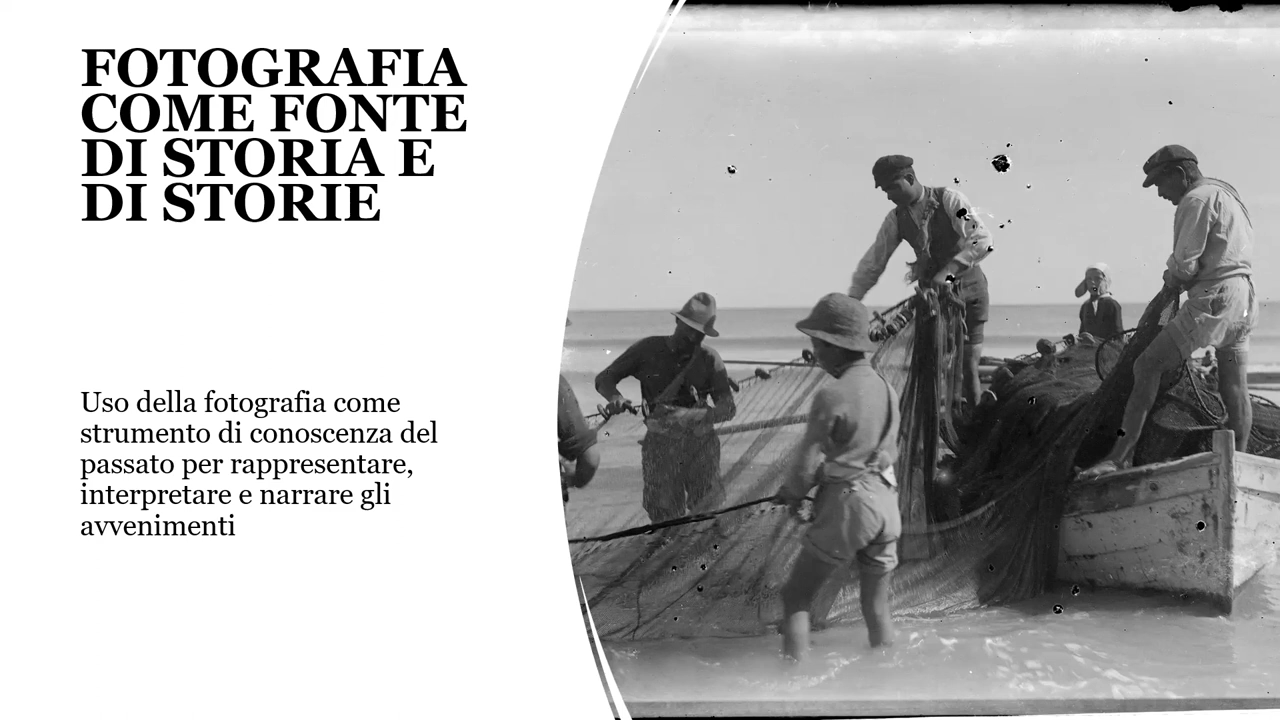 FOTOGRAFIA
COME FONTE
DI STORIA E
DI STORIE
Uso della fotografia come
strumento di conoscenza del
passato per rappresentare,
interpretare e narrare gli
avvenimenti